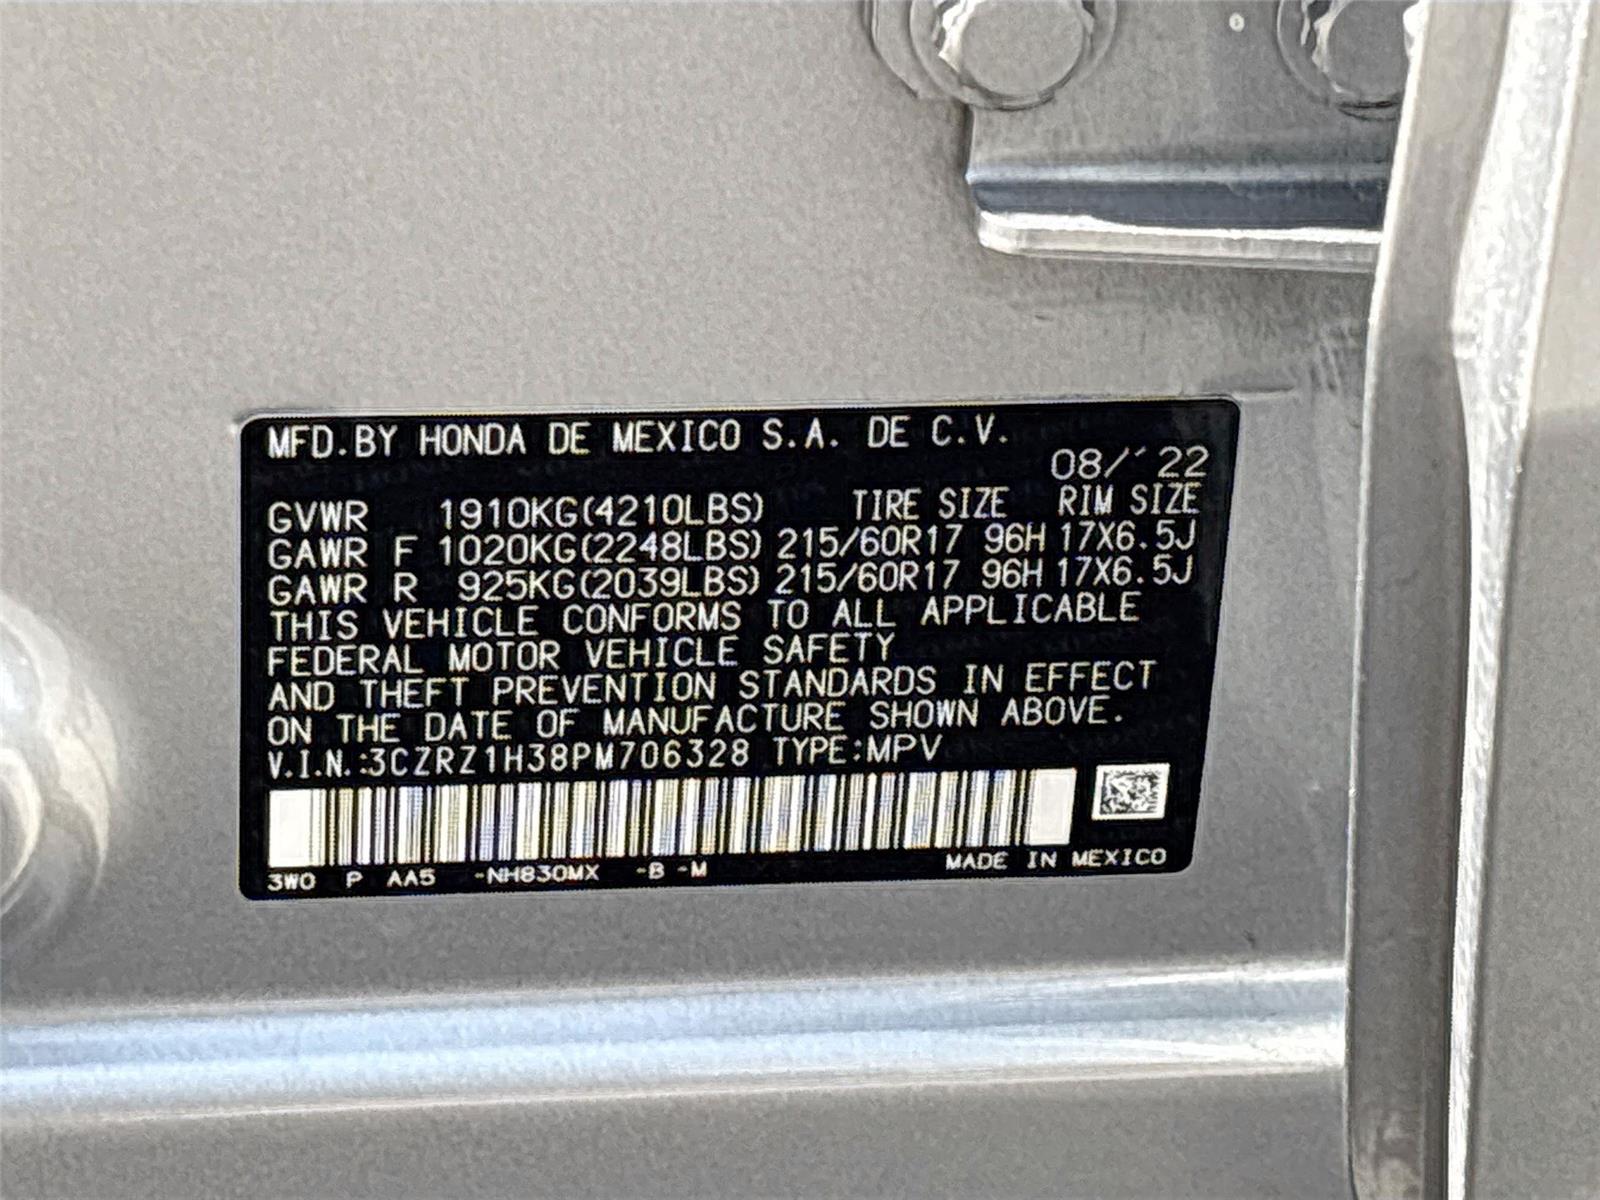 MFD.BY HONDA DE MEXICO S.A. DE C.V.
08/'22
TIRE SIZE RIM SIZE
GVWR 1910KG(4210LBS)
GAWR F 1020KG(2248LBS) 215/60R17 96H 17X6.5J
GAWR R 925KG(2039LBS) 215/60R17 96H 17X6.5J
THIS VEHICLE CONFORMS TO ALL APPLICABLE
FEDERAL MOTOR VEHICLE SAFETY
AND THEFT PREVENTION STANDARDS IN EFFECT
ON THE DATE OF MANUFACTURE SHOWN ABOVE.
V.I.N.:3CZRZ1H38PM706328 TYPE:MPV
3W0 P AA5 -NH830MX -B -M
MADE IN MEXICO